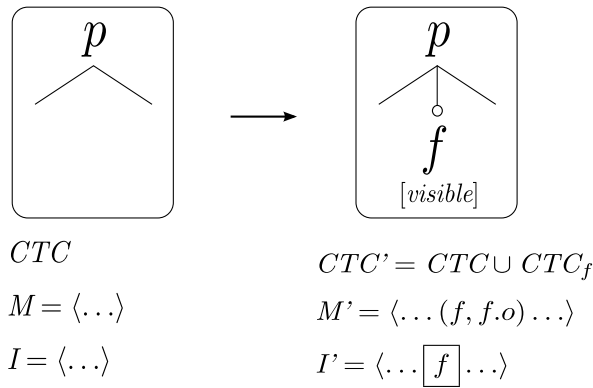 p
CTC
M = ⟨...⟩
I = ⟨...⟩
p
f
[visible]
CTC' = CTC ∪ CTC_f
M' = ⟨...(f, f.o)...⟩
I' = ⟨... f ...⟩